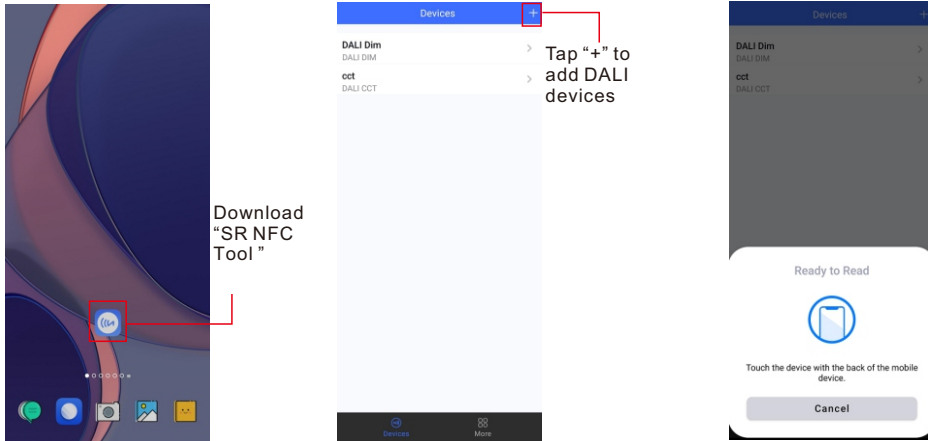 Download
“SR NFC
Tool ”
Devices
+
DALI Dim
DALI DIM
cct
DALI CCT
Devices
More
Tap “+” to
add DALI
devices
Devices
+
DALI Dim
DALI DIM
cct
DALI CCT
Ready to Read
Touch the device with the back of the mobile
device.
Cancel